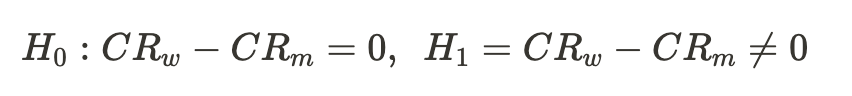 H₀ : CR_w − CR_m = 0, H₁ = CR_w − CR_m ≠ 0